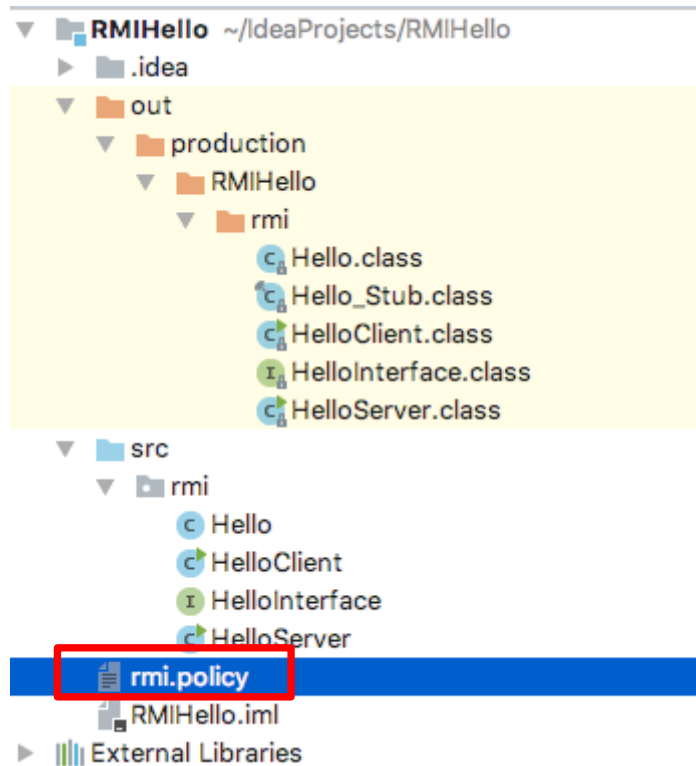 RMIHello ~/IdeaProjects/RMIHello
.idea
out
production
RMIHello
rmi
Hello.class
Hello_Stub.class
HelloClient.class
HelloInterface.class
HelloServer.class
src
rmi
Hello
HelloClient
HelloInterface
HelloServer
rmi.policy
RMIHello.iml
External Libraries